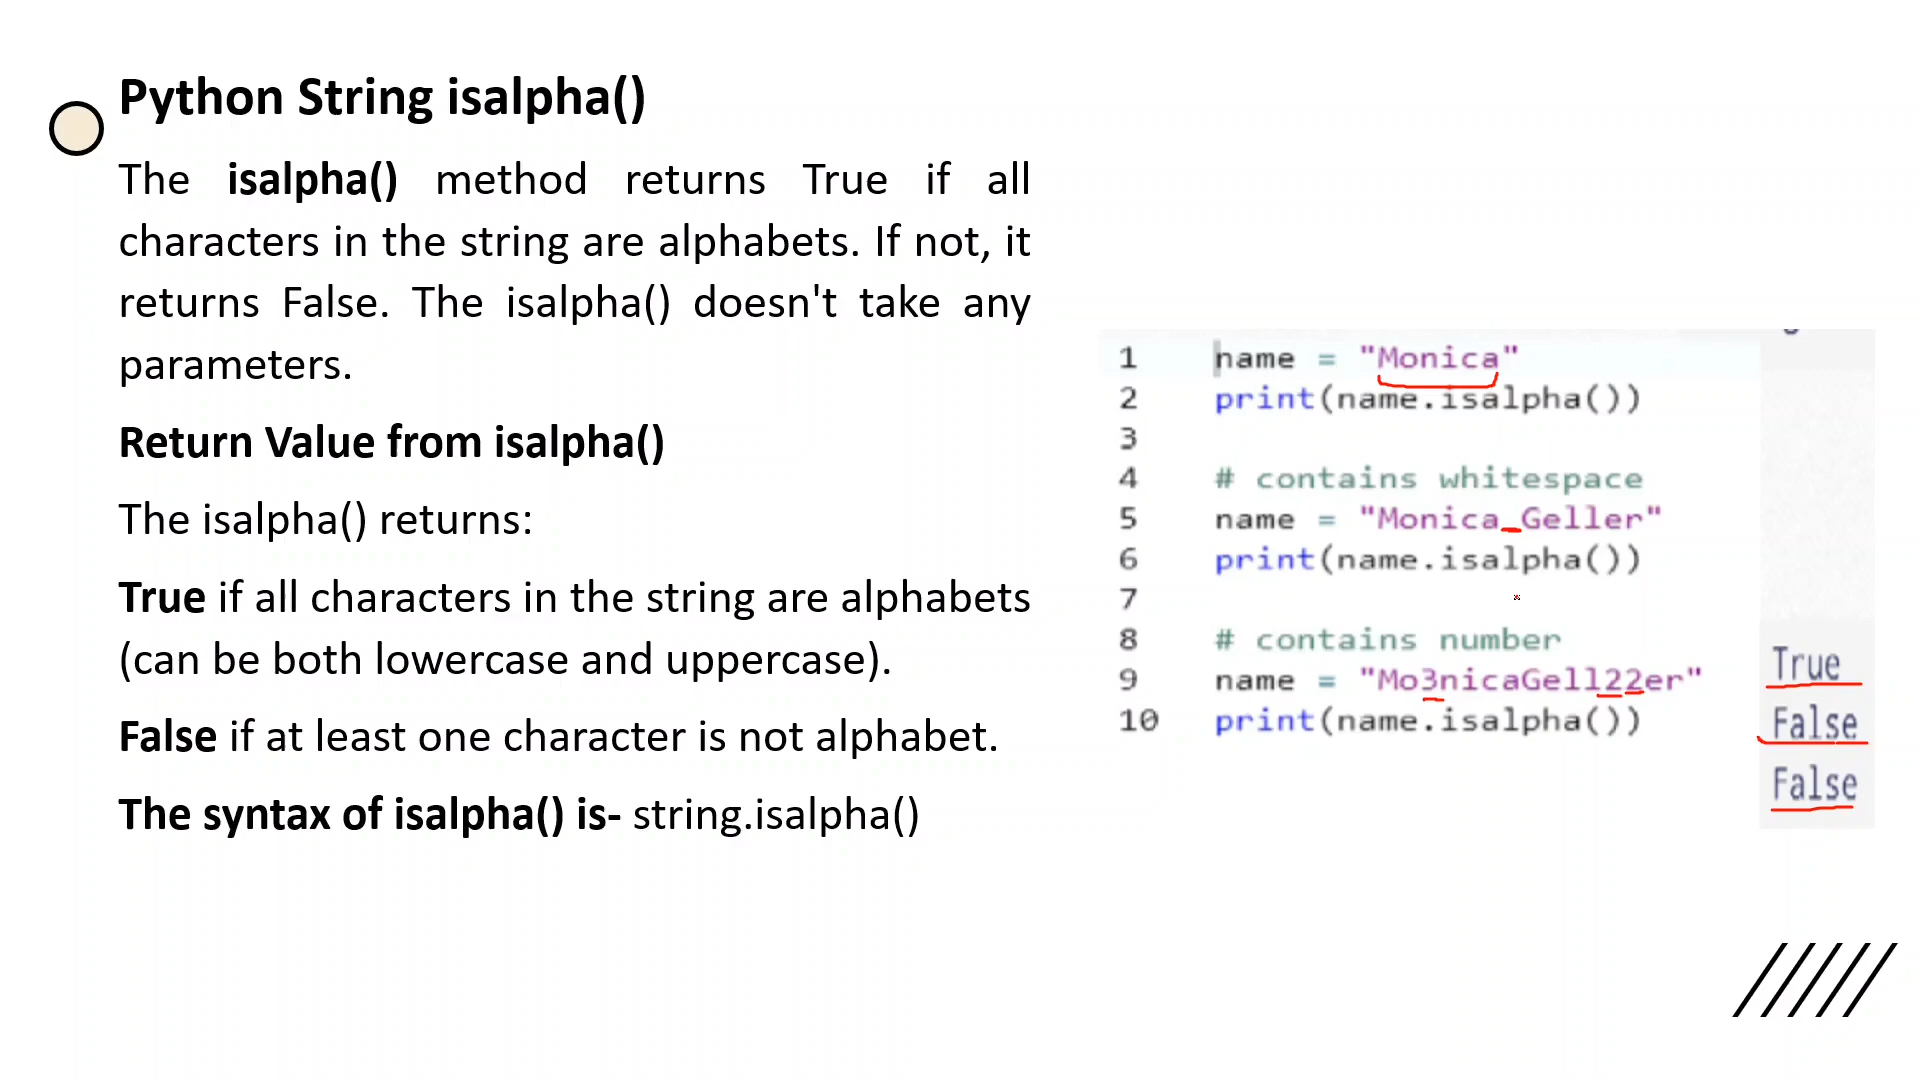 Python String isalpha()
The isalpha() method returns True if all
characters in the string are alphabets. If not, it
returns False. The isalpha() doesn't take any
parameters.
Return Value from isalpha()
The isalpha() returns:
True if all characters in the string are alphabets
(can be both lowercase and uppercase).
False if at least one character is not alphabet.
The syntax of isalpha() is- string.isalpha()
1 name = "Monica"
2 print(name.isalpha())
3
4 # contains whitespace
5 name = "Monica Geller"
6 print(name.isalpha())
7
8 # contains number
9 name = "Mo3nicaGell22er"
10 print(name.isalpha())
True
False
False